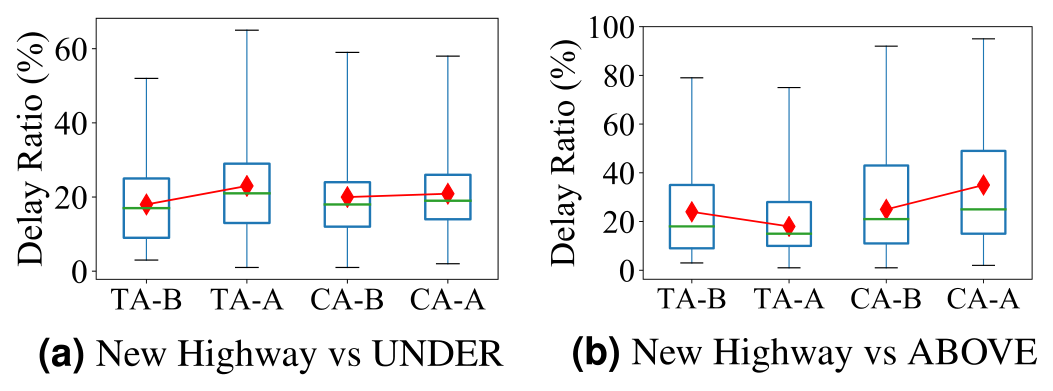 Delay Ratio (%)
60
40
20
0
TA-B TA-A CA-B CA-A
(a) New Highway vs UNDER
Delay Ratio (%)
100
80
60
40
20
0
TA-B TA-A CA-B CA-A
(b) New Highway vs ABOVE